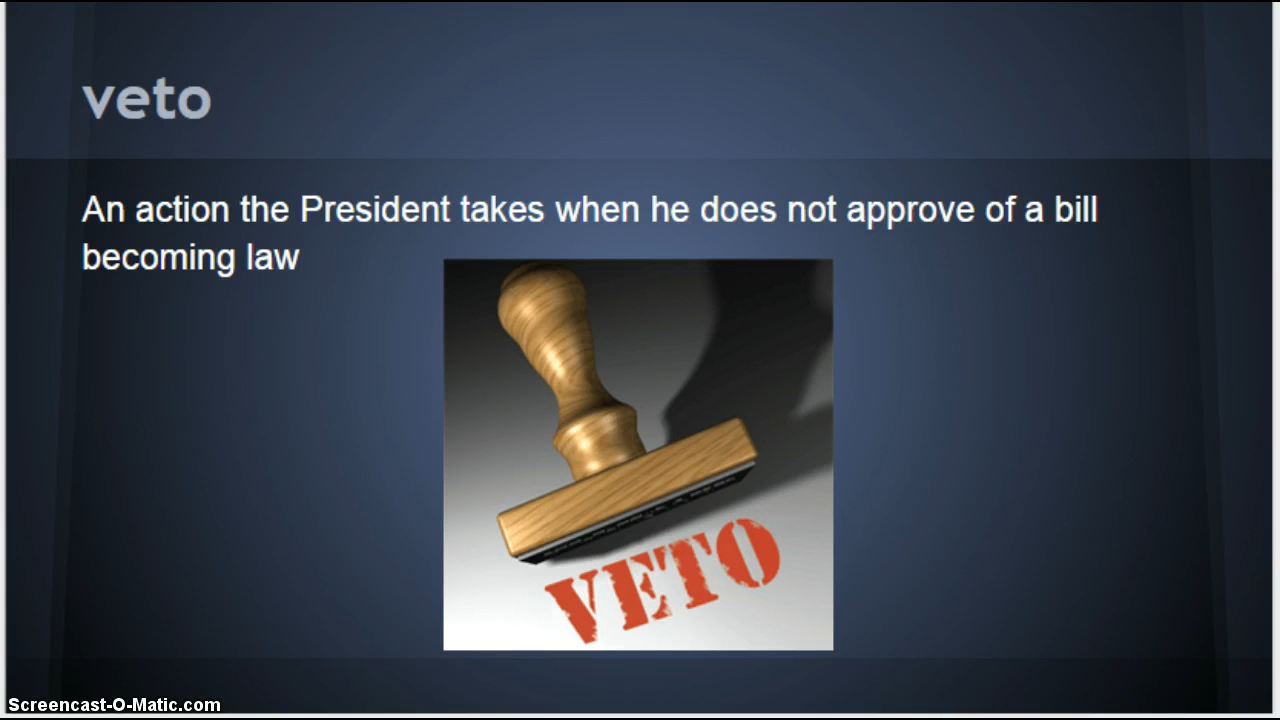 veto
An action the President takes when he does not approve of a bill
becoming law
VETO
Screencast-O-Matic.com